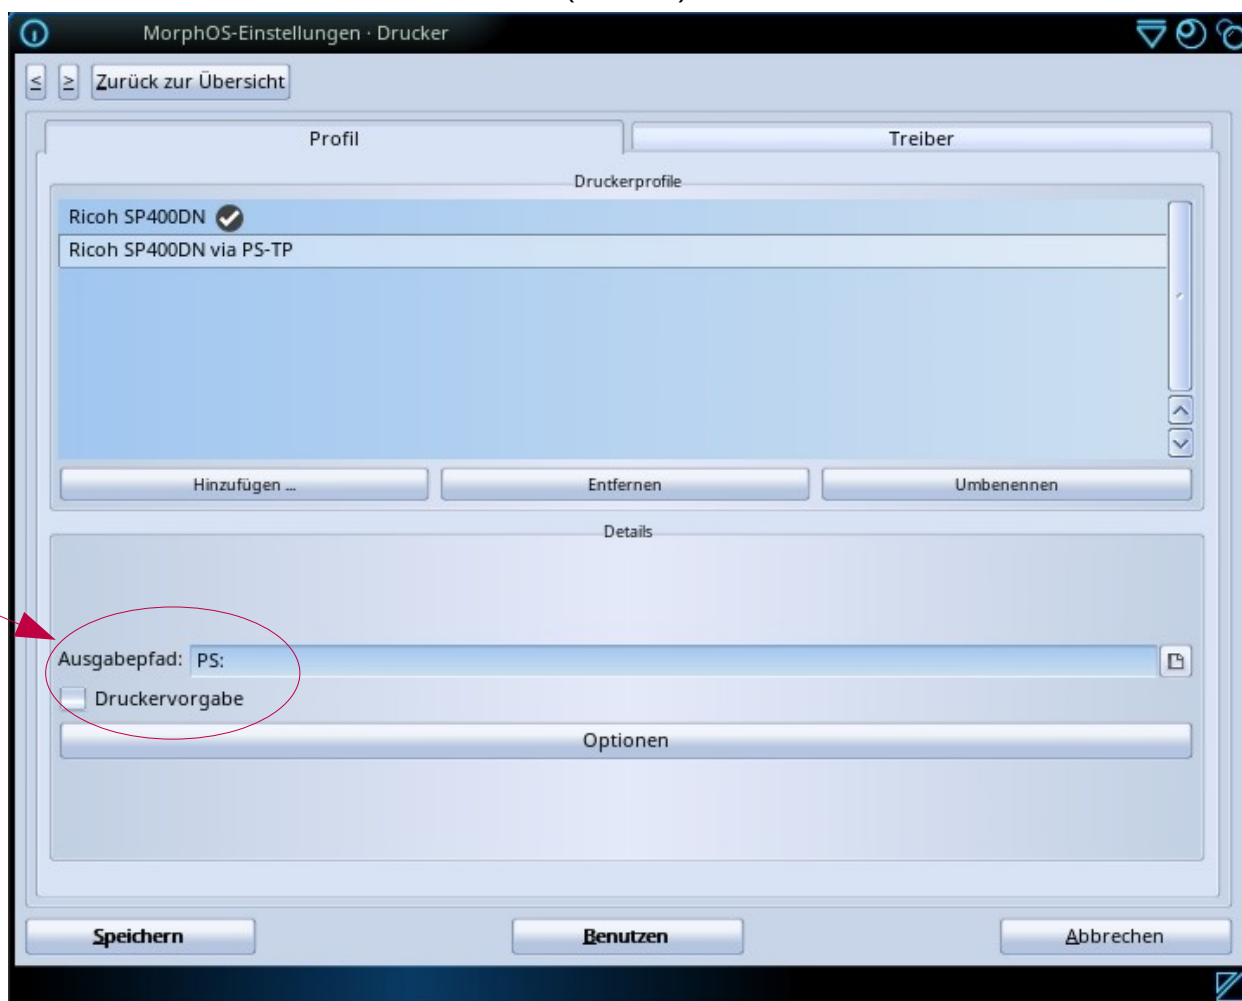 MorphOS-Einstellungen · Drucker
≤ ≥ Zurück zur Übersicht
Profil Treiber
Druckerprofile
Ricoh SP400DN
Ricoh SP400DN via PS-TP
Hinzufügen ... Entfernen Umbenennen
Details
Ausgabepfad: PS:
Druckervorgabe
Optionen
Speichern Benutzen Abbrechen